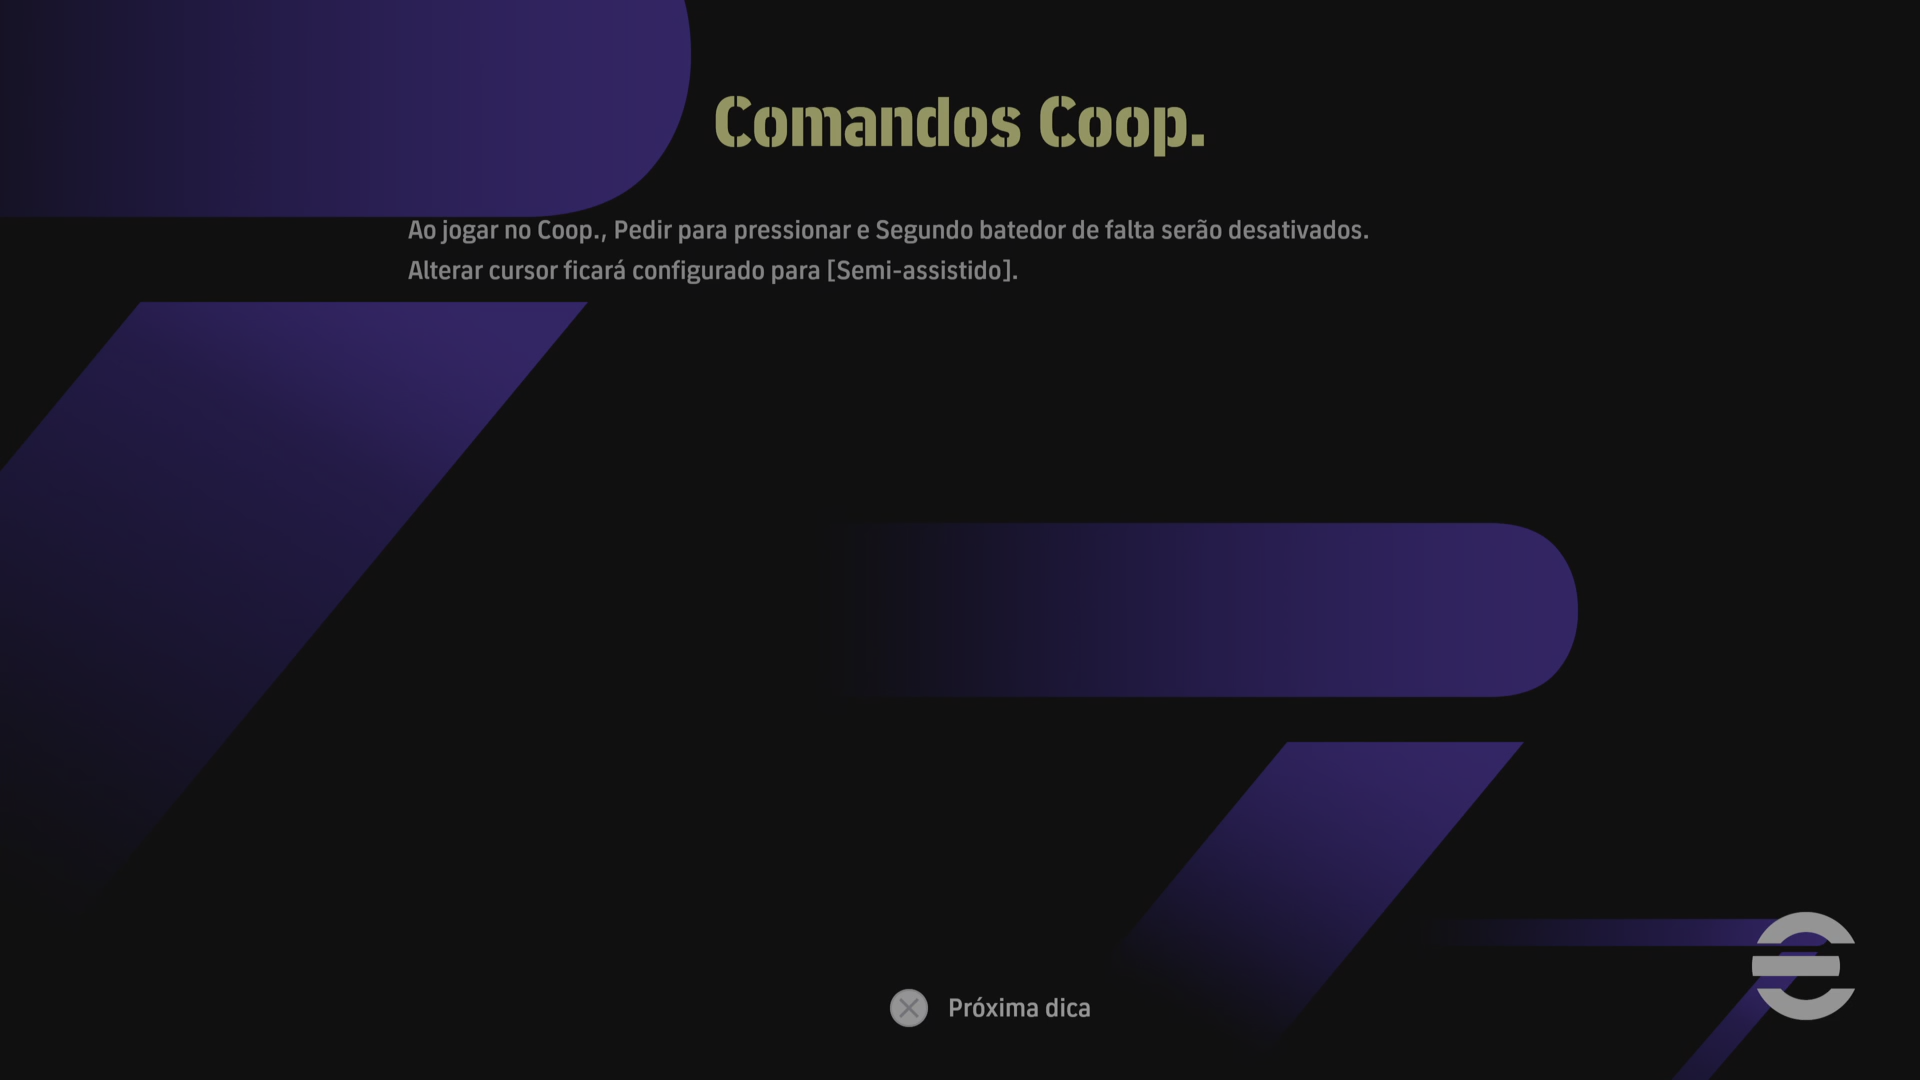 Comandos Coop.
Ao jogar no Coop., Pedir para pressionar e Segundo batedor de falta serão desativados.
Alterar cursor ficará configurado para [Semi-assistido].
Próxima dica